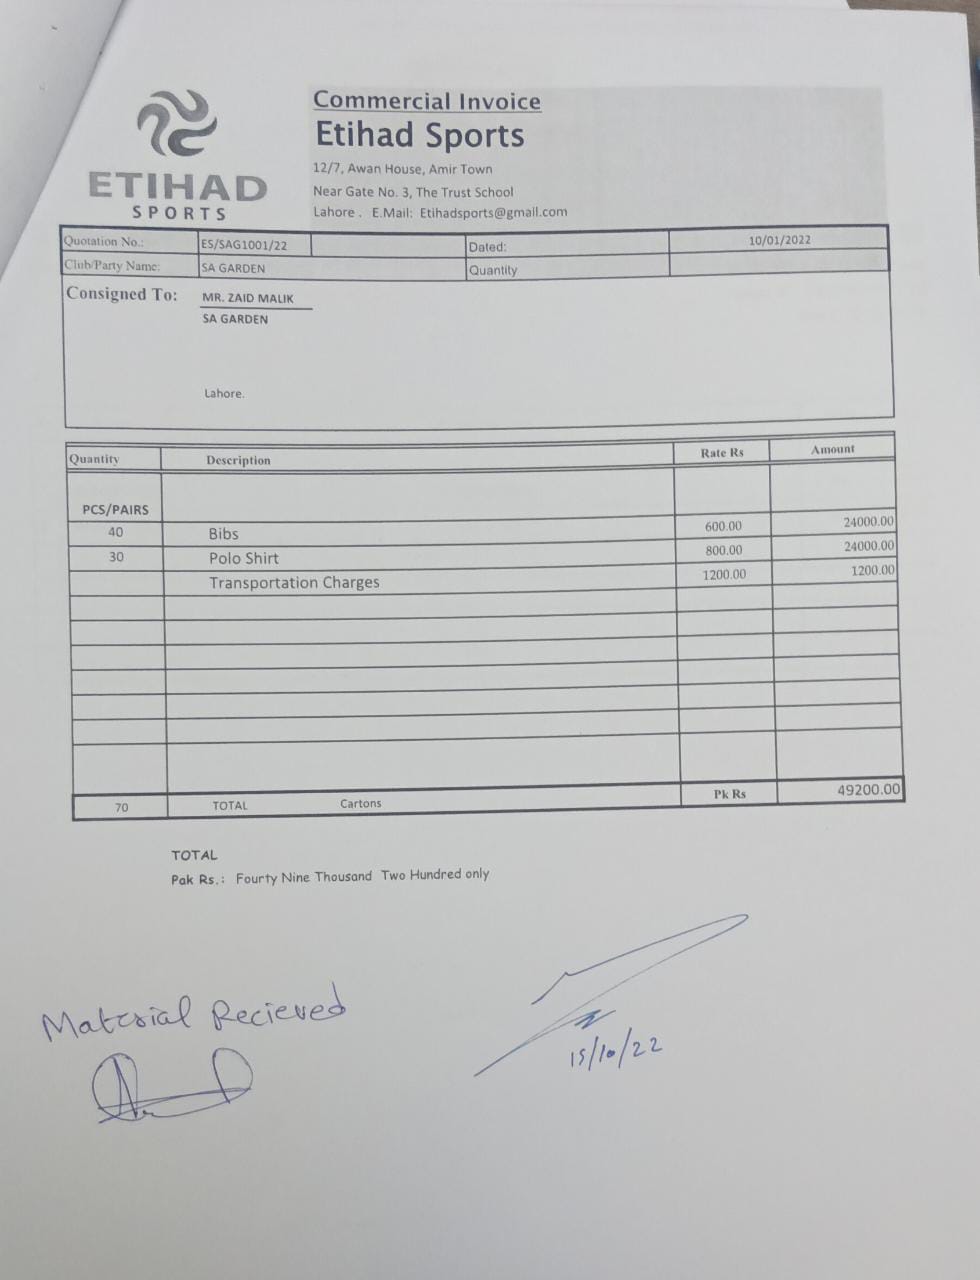 ETIHAD
SPORTS
Commercial Invoice
Etihad Sports
12/7, Awan House, Amir Town
Near Gate No. 3, The Trust School
Lahore . E.Mail: Etihadsports@gmail.com
Quotation No.: ES/SAG1001/22 Dated: 10/01/2022
Club/Party Name: SA GARDEN Quantity
Consigned To: MR. ZAID MALIK
SA GARDEN
Lahore.
Quantity Description Rate Rs Amount
PCS/PAIRS
40 Bibs 600.00 24000.00
30 Polo Shirt 800.00 24000.00
Transportation Charges 1200.00 1200.00
70 TOTAL Cartons Pk Rs 49200.00
TOTAL
Pak Rs.: Fourty Nine Thousand Two Hundred only
Material Recieved
15/10/22